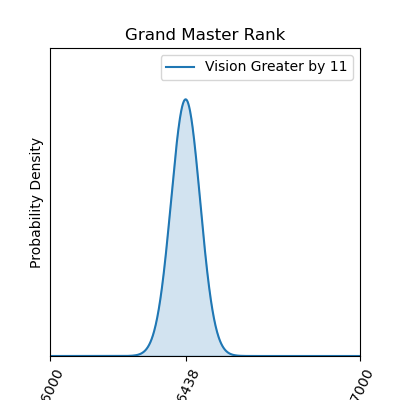 Grand Master Rank
Vision Greater by 11
Probability Density
6000
6438
7000